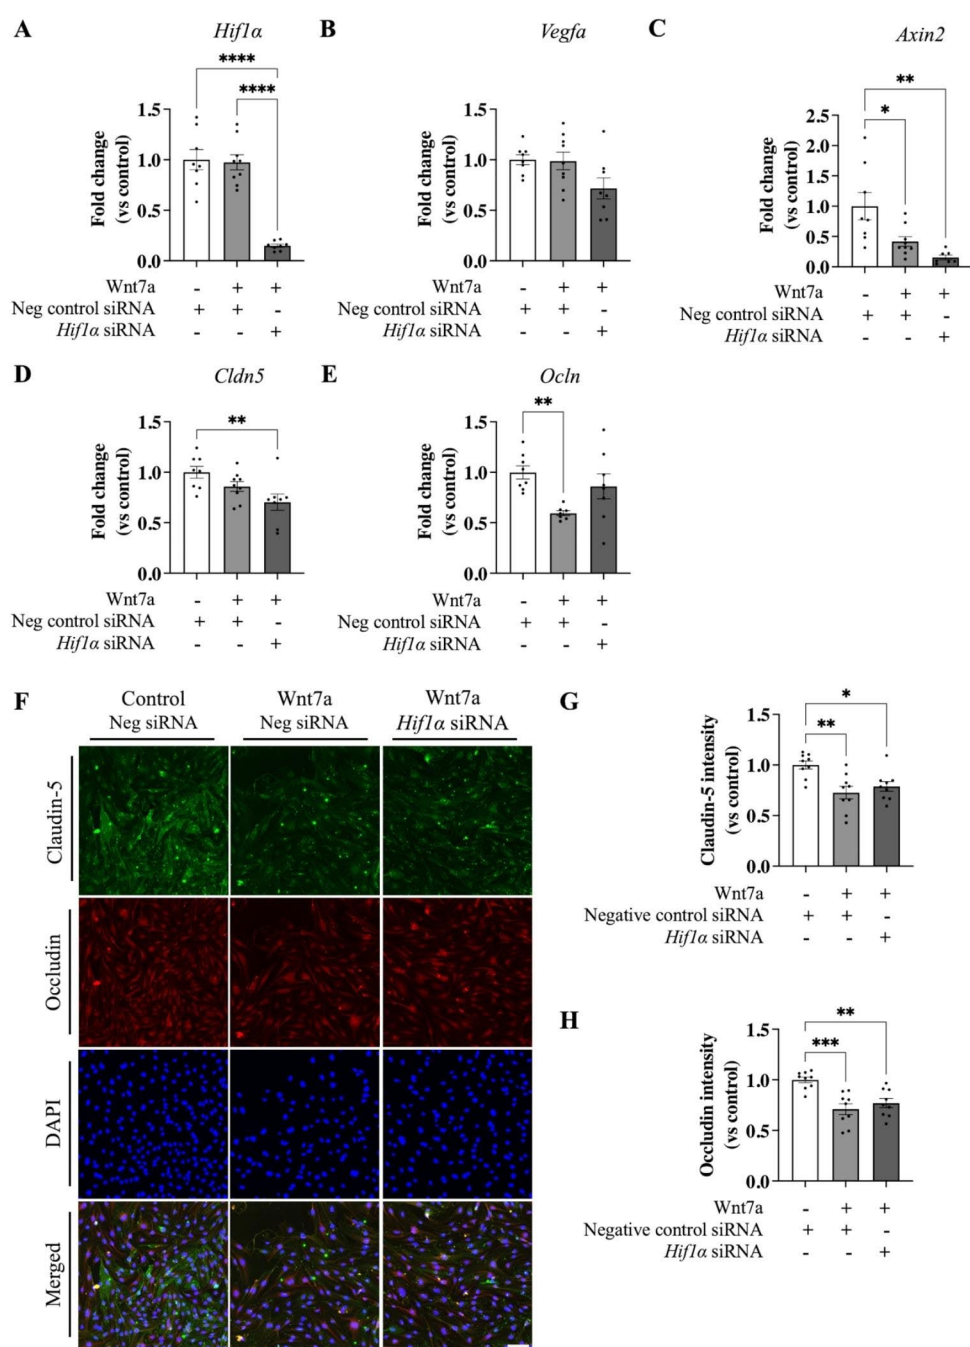 A
Hif1α
****
****
Fold change
(vs control)
1.5
1.0
0.5
0.0
Wnt7a - + +
Neg control siRNA + + -
Hif1α siRNA - - +
B
Vegfa
Fold change
(vs control)
1.5
1.0
0.5
0.0
Wnt7a - + +
Neg control siRNA + + -
Hif1α siRNA - - +
C
Axin2
**
*
Fold change
(vs control)
2.5
2.0
1.5
1.0
0.5
0.0
Wnt7a - + +
Neg control siRNA + + -
Hif1α siRNA - - +
D
Cldn5
**
Fold change
(vs control)
1.5
1.0
0.5
0.0
Wnt7a - + +
Neg control siRNA + + -
Hif1α siRNA - - +
E
Ocln
**
Fold change
(vs control)
1.5
1.0
0.5
0.0
Wnt7a - + +
Neg control siRNA + + -
Hif1α siRNA - - +
F
Control
Neg siRNA
Wnt7a
Neg siRNA
Wnt7a
Hif1α siRNA
Claudin-5
Occludin
DAPI
Merged
G
*
**
Claudin-5 intensity
(vs control)
1.5
1.0
0.5
0.0
Wnt7a - + +
Negative control siRNA + + -
Hif1α siRNA - - +
H
**
***
Occludin intensity
(vs control)
1.5
1.0
0.5
0.0
Wnt7a - + +
Negative control siRNA + + -
Hif1α siRNA - - +